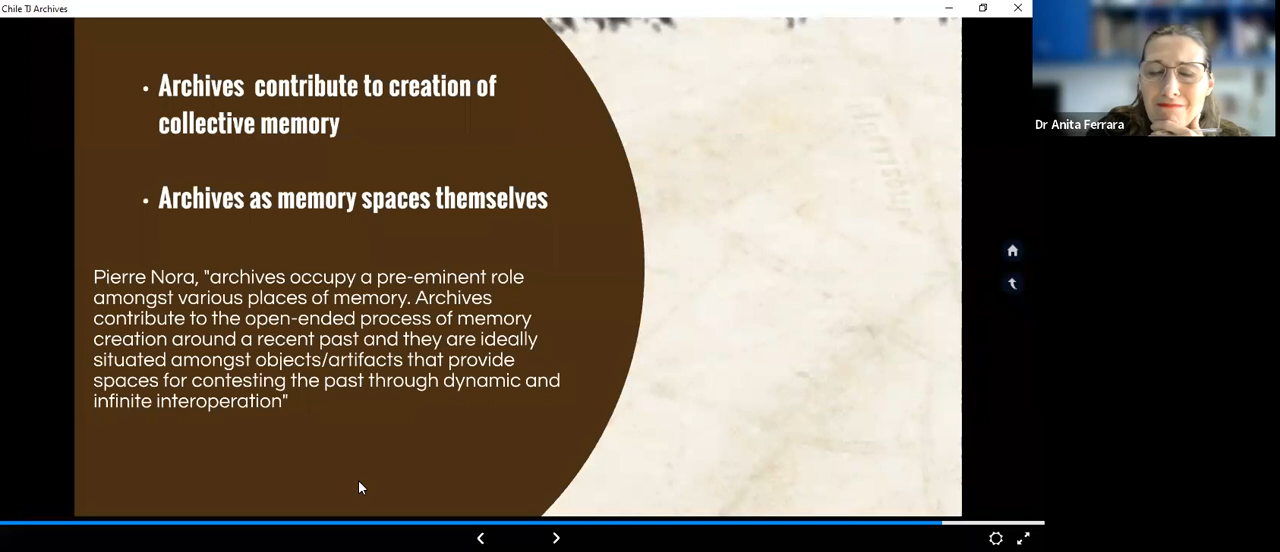 Chile TJ Archives
• Archives contribute to creation of
collective memory
• Archives as memory spaces themselves
Pierre Nora, "archives occupy a pre-eminent role
amongst various places of memory. Archives
contribute to the open-ended process of memory
creation around a recent past and they are ideally
situated amongst objects/artifacts that provide
spaces for contesting the past through dynamic and
infinite interoperation"
Dr Anita Ferrara